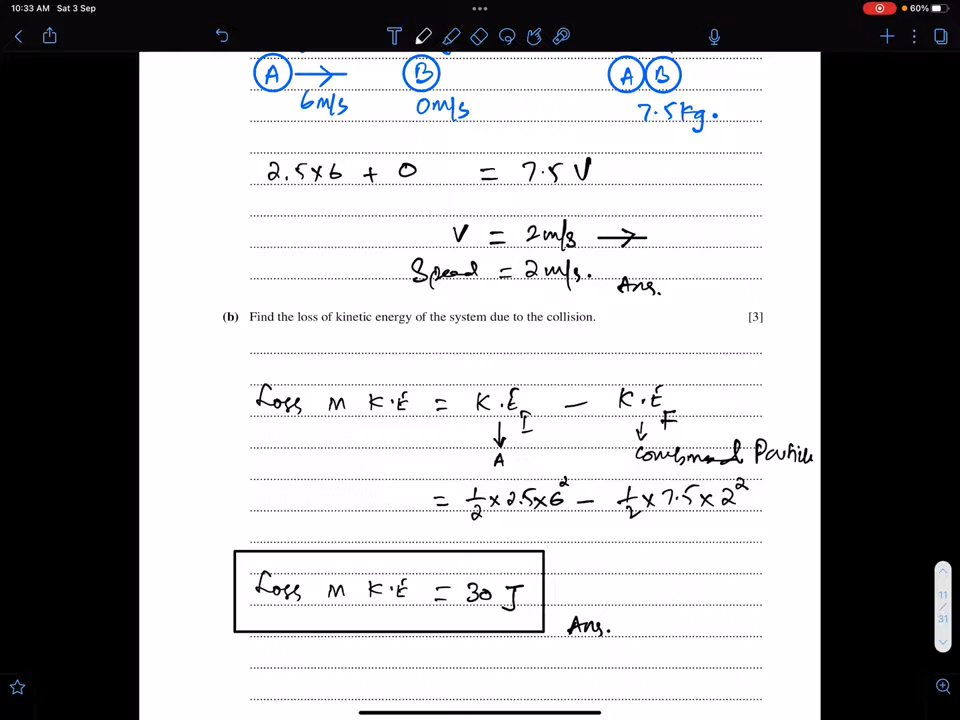 10:33 AM Sat 3 Sep
60%
A B A B
6m/s 0m/s 7.5kg.
2.5×6 + 0 = 7.5 V
V = 2m/s →
Speed = 2m/s.
Ans.
(b) Find the loss of kinetic energy of the system due to the collision. [3]
Loss in K.E = K.E_I - K.E_F
A Combined Particle
= 1/2 × 2.5 × 6² - 1/2 × 7.5 × 2²
Loss in K.E = 30 J
Ans.
11
/
31